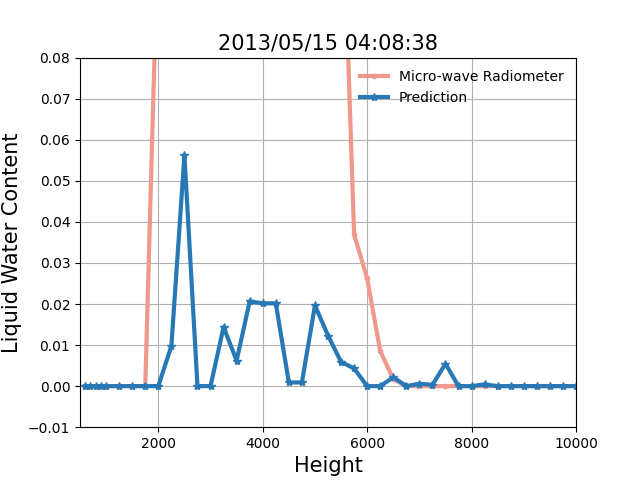 2013/05/15 04:08:38
Micro-wave Radiometer
Prediction
Liquid Water Content
0.08
0.07
0.06
0.05
0.04
0.03
0.02
0.01
0.00
−0.01
2000 4000 6000 8000 10000
Height